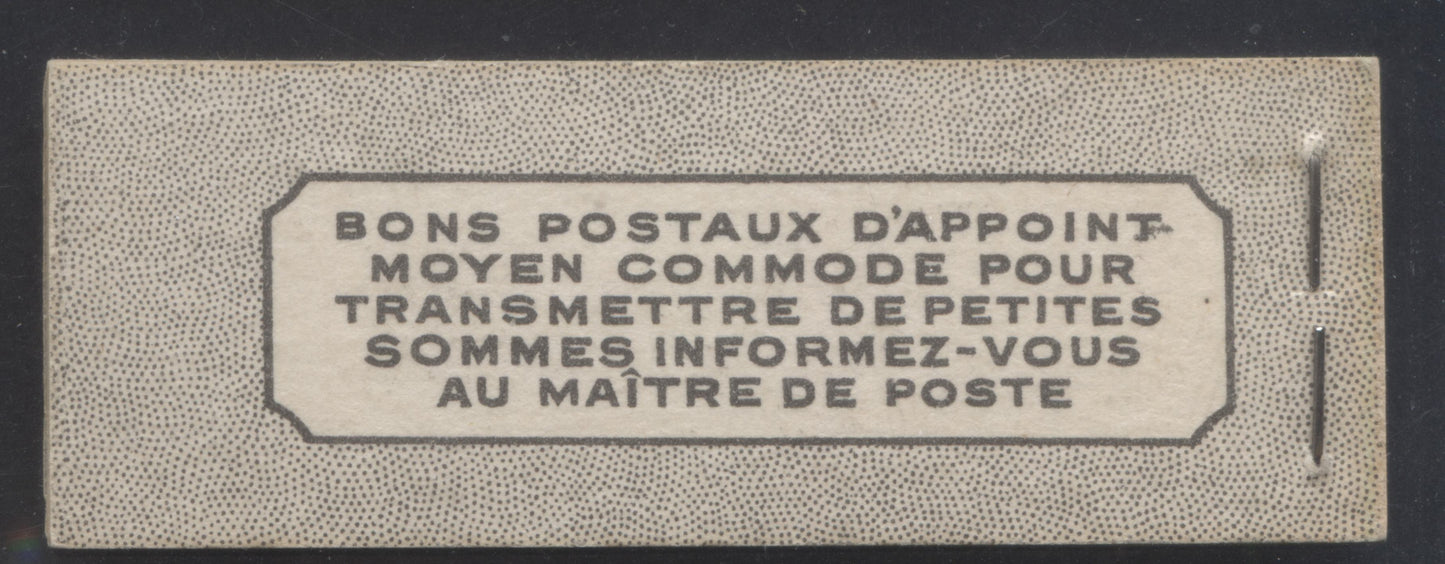 BONS POSTAUX D'APPOINT-
MOYEN COMMODE POUR
TRANSMETTRE DE PETITES
SOMMES INFORMEZ-VOUS
AU MAÎTRE DE POSTE